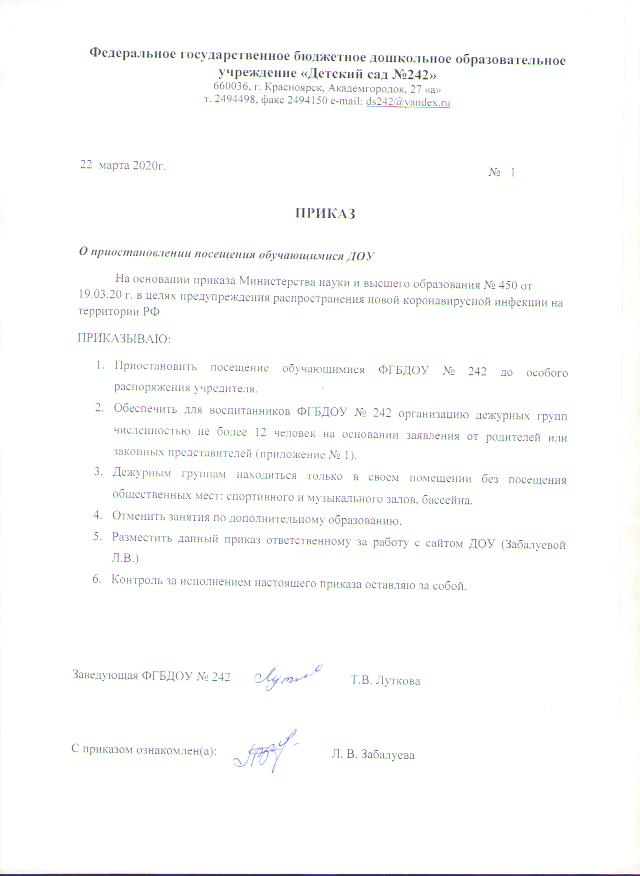 Федеральное государственное бюджетное дошкольное образовательное
учреждение «Детский сад №242»
660036, г. Красноярск, Академгородок, 27 «а»
т. 2494498, факс 2494150 e-mail: ds242@yandex.ru
22 марта 2020г.
№ 1
ПРИКАЗ
О приостановлении посещения обучающимися ДОУ
На основании приказа Министерства науки и высшего образования № 450 от
19.03.20 г. в целях предупреждения распространения новой коронавирусной инфекции на
территории РФ
ПРИКАЗЫВАЮ:
1. Приостановить посещение обучающимися ФГБДОУ № 242 до особого
распоряжения учредителя.
2. Обеспечить для воспитанников ФГБДОУ № 242 организацию дежурных групп
численностью не более 12 человек на основании заявления от родителей или
законных представителей (приложение № 1).
3. Дежурным группам находиться только в своем помещении без посещения
общественных мест: спортивного и музыкального залов, бассейна.
4. Отменить занятия по дополнительному образованию.
5. Разместить данный приказ ответственному за работу с сайтом ДОУ (Забалуевой
Л.В.)
6. Контроль за исполнением настоящего приказа оставляю за собой.
Заведующая ФГБДОУ № 242 Т.В. Луткова
С приказом ознакомлен(а): Л. В. Забалуева